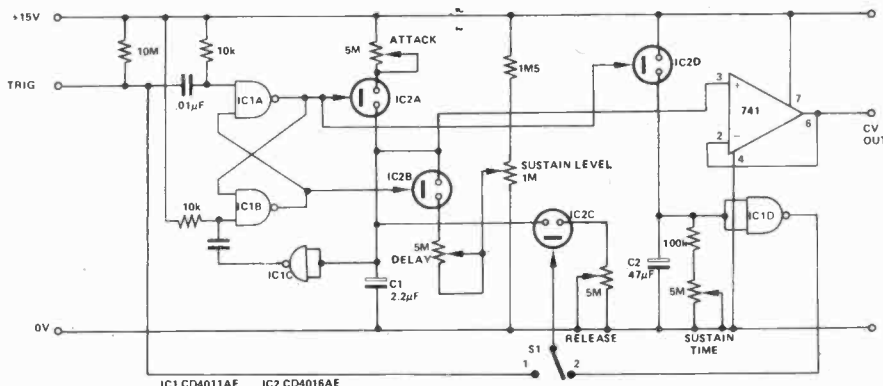 +15V
10M
10k
5M
ATTACK
1M5
IC2D
TRIG
.01µF
IC1A
IC2A
3
+
741
7
6
2
−
4
CV
OUT
SUSTAIN LEVEL
1M
IC2B
IC1B
10k
IC2C
IC1D
5M
DELAY
100k
IC1C
C1
2.2µF
5M
C2
47µF
5M
0V
RELEASE
SUSTAIN
TIME
S1
1
2
IC1 CD4011AE
IC2 CD4016AE